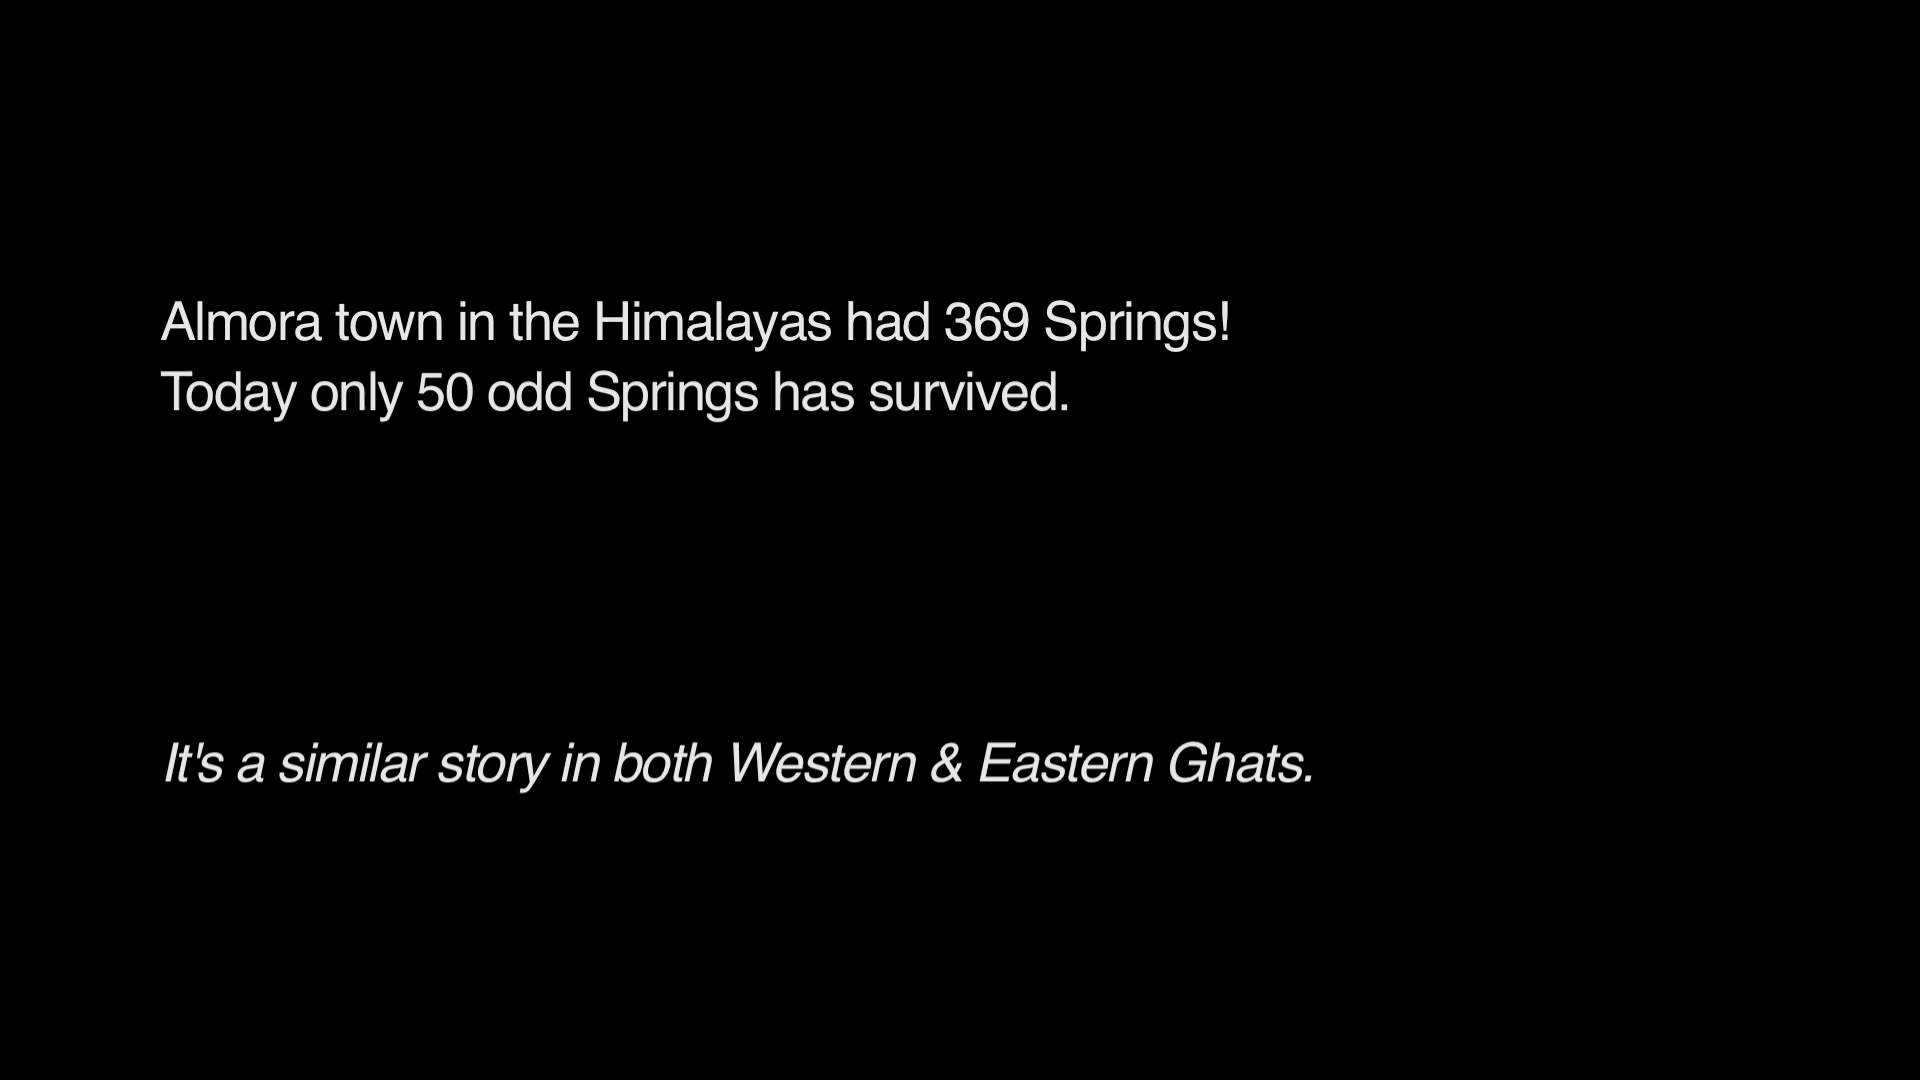 Almora town in the Himalayas had 369 Springs!
Today only 50 odd Springs has survived.
It's a similar story in both Western & Eastern Ghats.